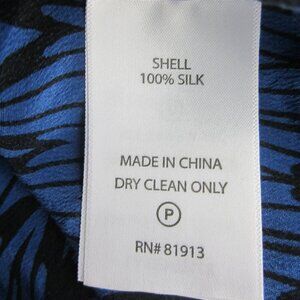 SHELL
100% SILK
MADE IN CHINA
DRY CLEAN ONLY
P
RN# 81913